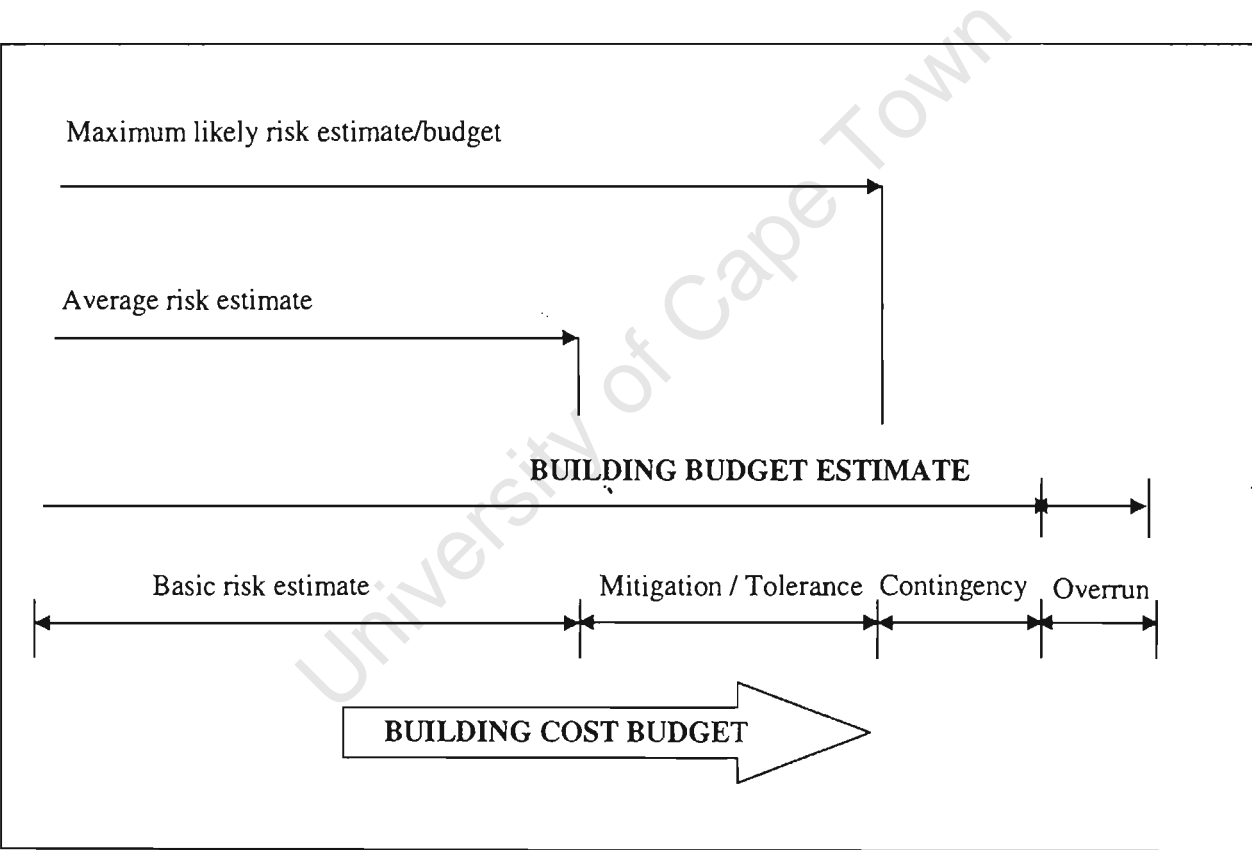 Maximum likely risk estimate/budget
Average risk estimate
BUILDING BUDGET ESTIMATE
Basic risk estimate
Mitigation / Tolerance
Contingency
Overrun
BUILDING COST BUDGET
University of Cape Town